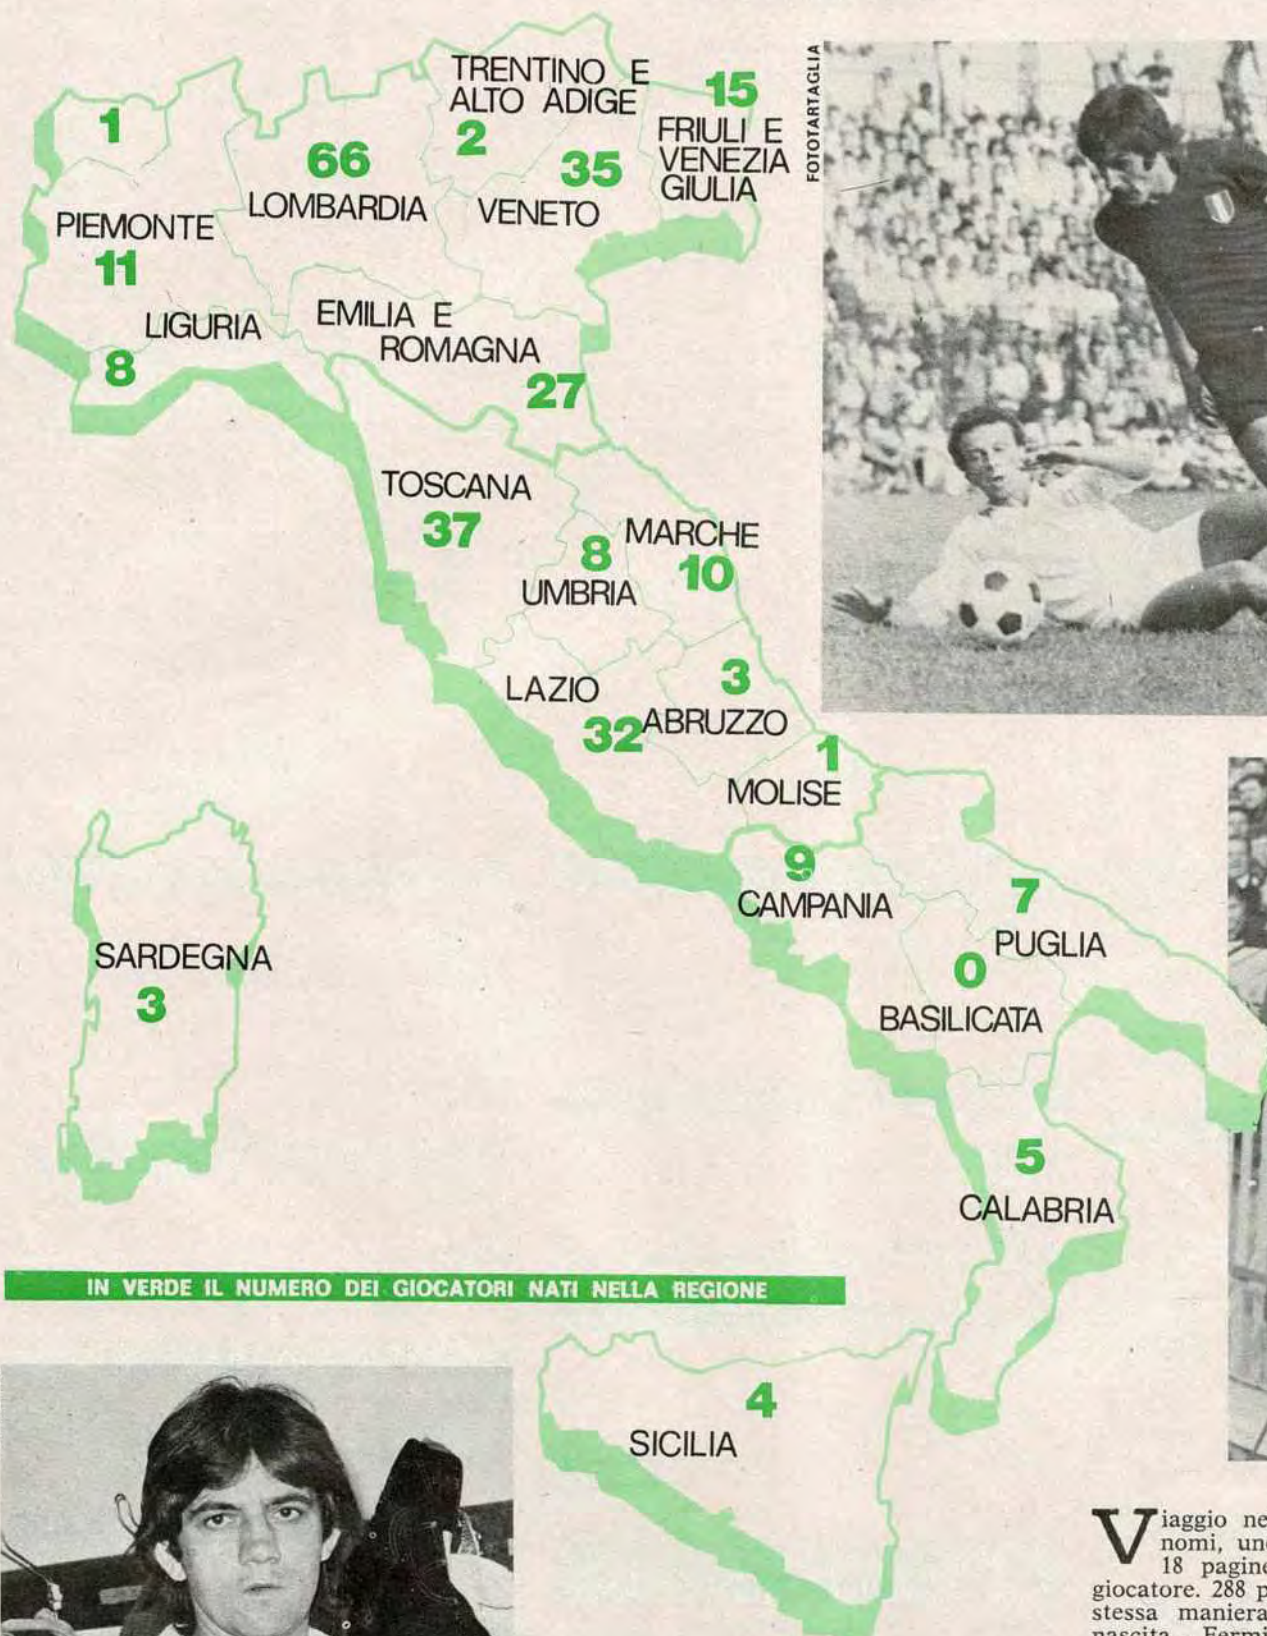 TRENTINO E
ALTO ADIGE
2
15
FRIULI E
VENEZIA
GIULIA
FOTOTARTAGLIA
1
66
LOMBARDIA
35
VENETO
PIEMONTE
11
LIGURIA
8
EMILIA E
ROMAGNA
27
TOSCANA
37
8
UMBRIA
MARCHE
10
LAZIO
32
3
ABRUZZO
1
MOLISE
9
CAMPANIA
7
PUGLIA
0
BASILICATA
SARDEGNA
3
5
CALABRIA
IN VERDE IL NUMERO DEI GIOCATORI NATI NELLA REGIONE
4
SICILIA
Viaggio ne
nomi, un
18 pagine
giocatore. 288 p
stessa maniera
nascita Fermi